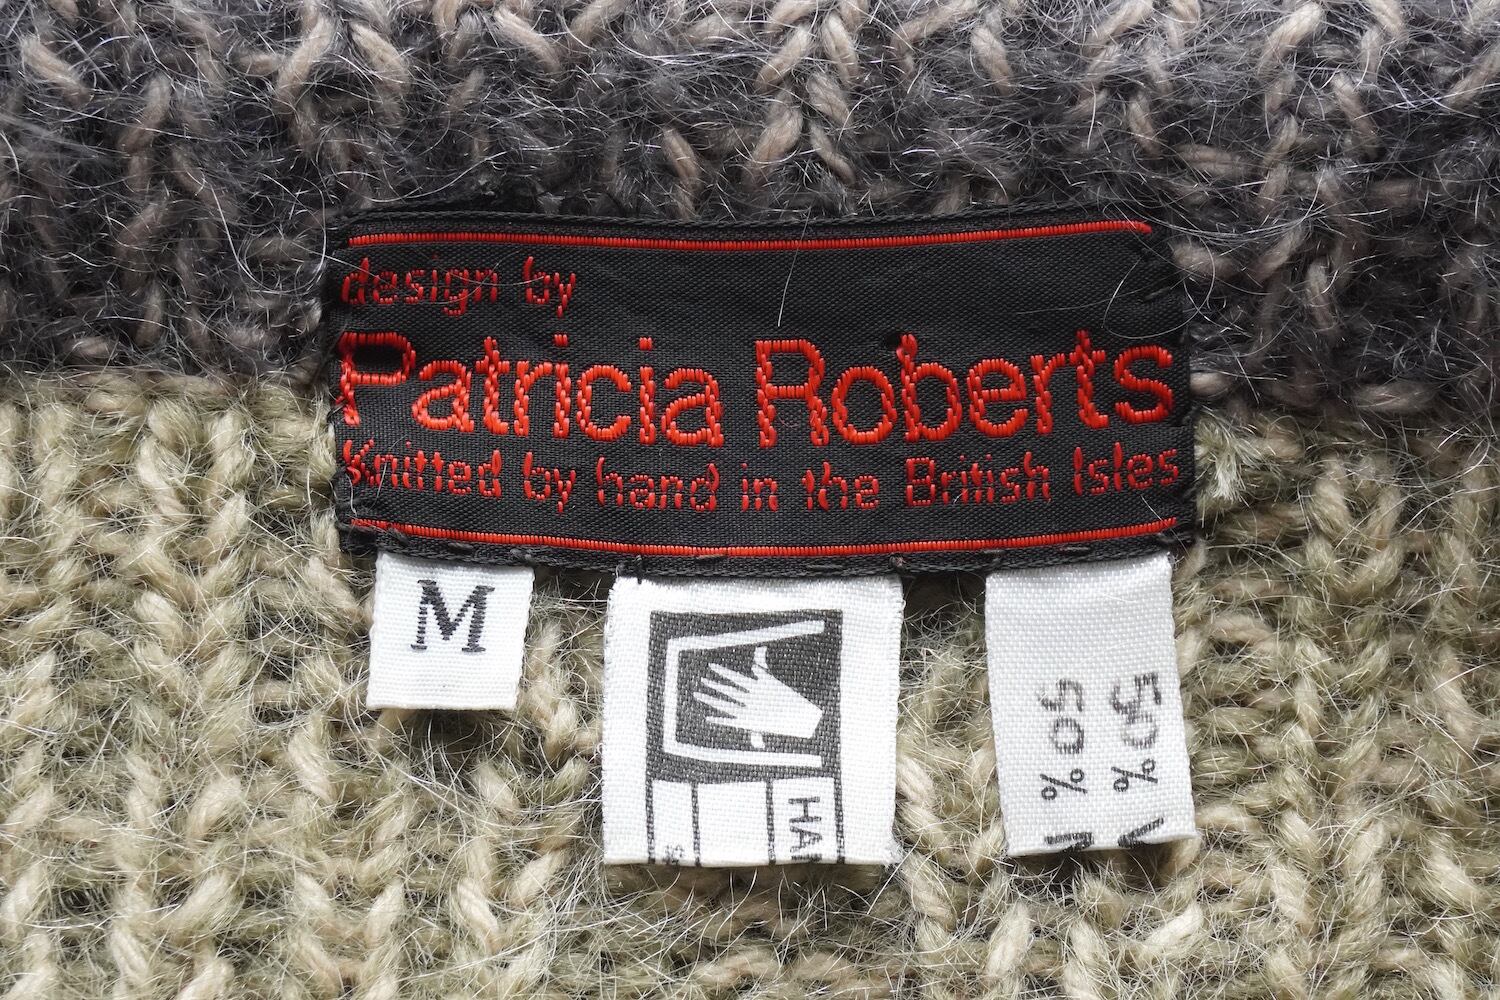 design by
Patricia Roberts
Knitted by hand in the British Isles
M
50%
50%